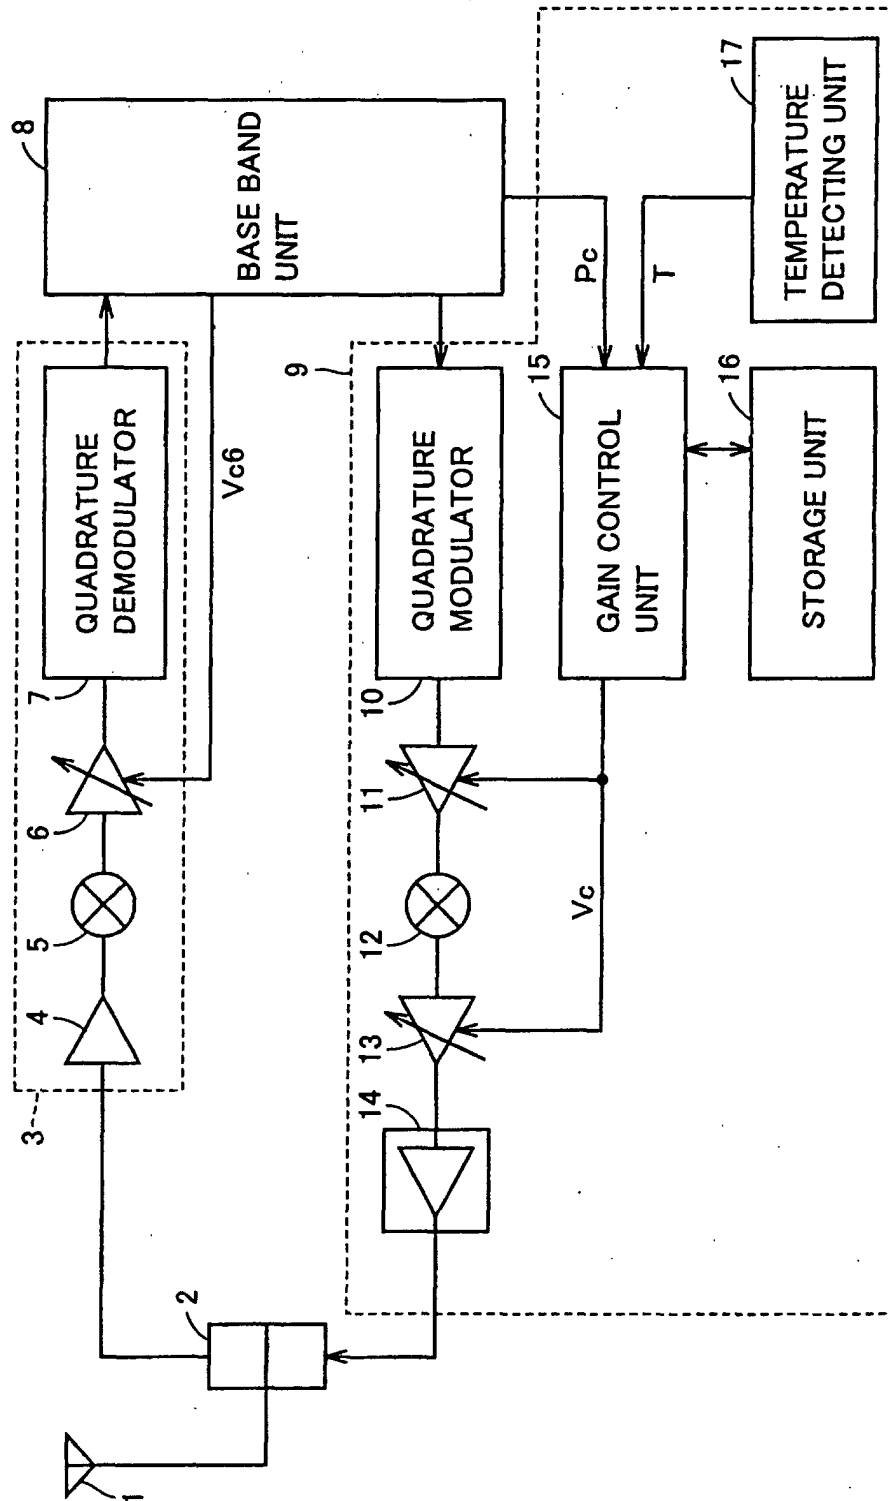 1
2
3
4
5
6
7
QUADRATURE
DEMODULATOR
Vc6
8
BASE BAND
UNIT
9
14
13
12
11
10
QUADRATURE
MODULATOR
Vc
15
GAIN CONTROL
UNIT
Pc
T
16
STORAGE UNIT
17
TEMPERATURE
DETECTING UNIT